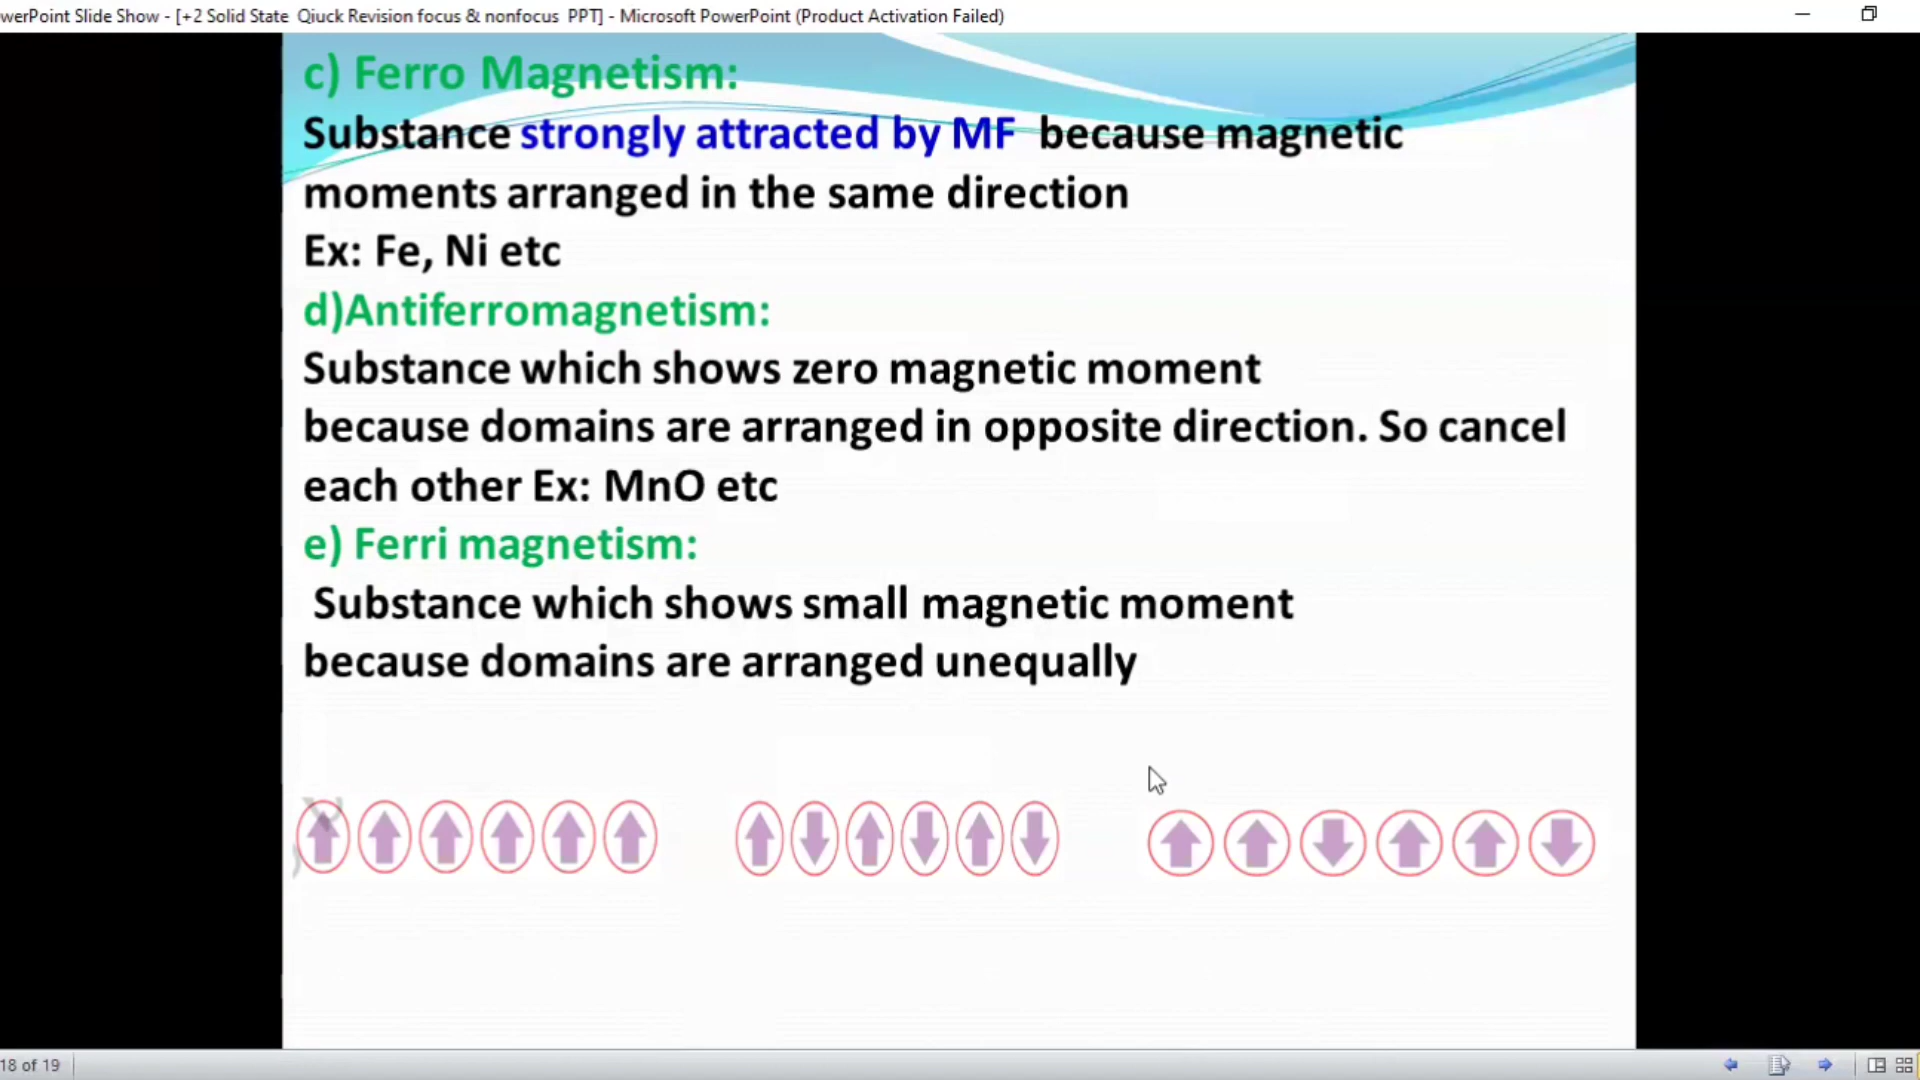 werPoint Slide Show - [+2 Solid State Qiuck Revision focus & nonfocus PPT] - Microsoft PowerPoint (Product Activation Failed)
c) Ferro Magnetism:
Substance strongly attracted by MF because magnetic
moments arranged in the same direction
Ex: Fe, Ni etc
d)Antiferromagnetism:
Substance which shows zero magnetic moment
because domains are arranged in opposite direction. So cancel
each other Ex: MnO etc
e) Ferri magnetism:
Substance which shows small magnetic moment
because domains are arranged unequally
18 of 19